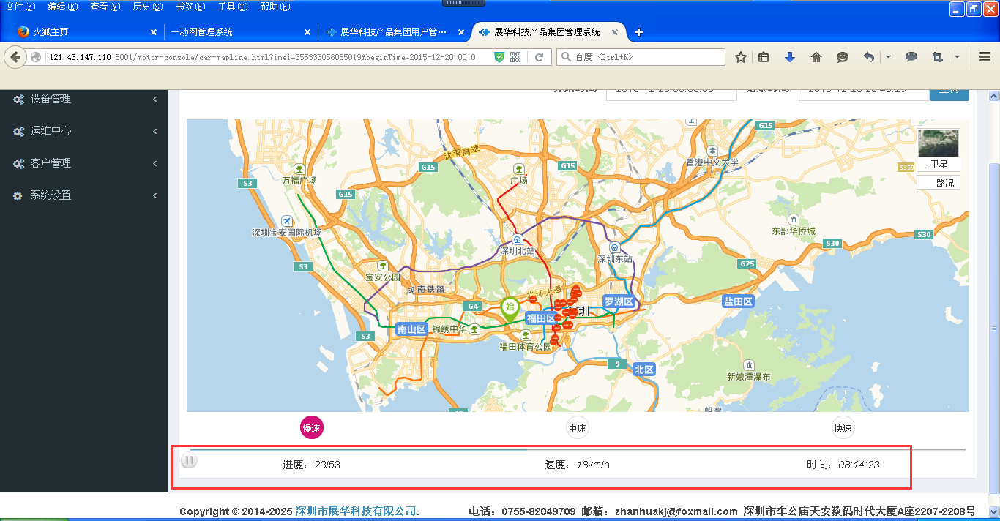 文件(F) 编辑(E) 查看(V) 历史(S) 书签(B) 工具(T) 帮助(H)
火狐主页 一动网管理系统 展华科技产品集团用户管… 展华科技产品集团管理系统
121.43.147.110:8001/motor-console/car-mapline.html?imei=355333058055019&beginTime=2015-12-20 00:0
百度 <Ctrl+K>
设备管理
运维中心
客户管理
系统设置
开始时间
结束时间
查询
G15
沈海高速
香港中文大学
卫星
路况
S359
万福广场
G15
广场
G15
S3
G15
深圳宝安国际机场
东部华侨城
S30
S30
深圳北站
深圳东站
S3
宝安公园
G25
平南铁路
北环大道
G4
始
罗湖区
盐田区
福田区
深圳
南山区
锦绣中华
S3
福田体育公园
9
北区
新娘潭瀑布
船灣
慢速 中速 快速
进度：23/53 速度：18km/h 时间：08:14:23
Copyright © 2014-2025 深圳市展华科技有限公司. 电话：0755-82049709 邮箱：zhanhuakj@foxmail.com 深圳市车公庙天安数码时代大厦A座2207-2208号